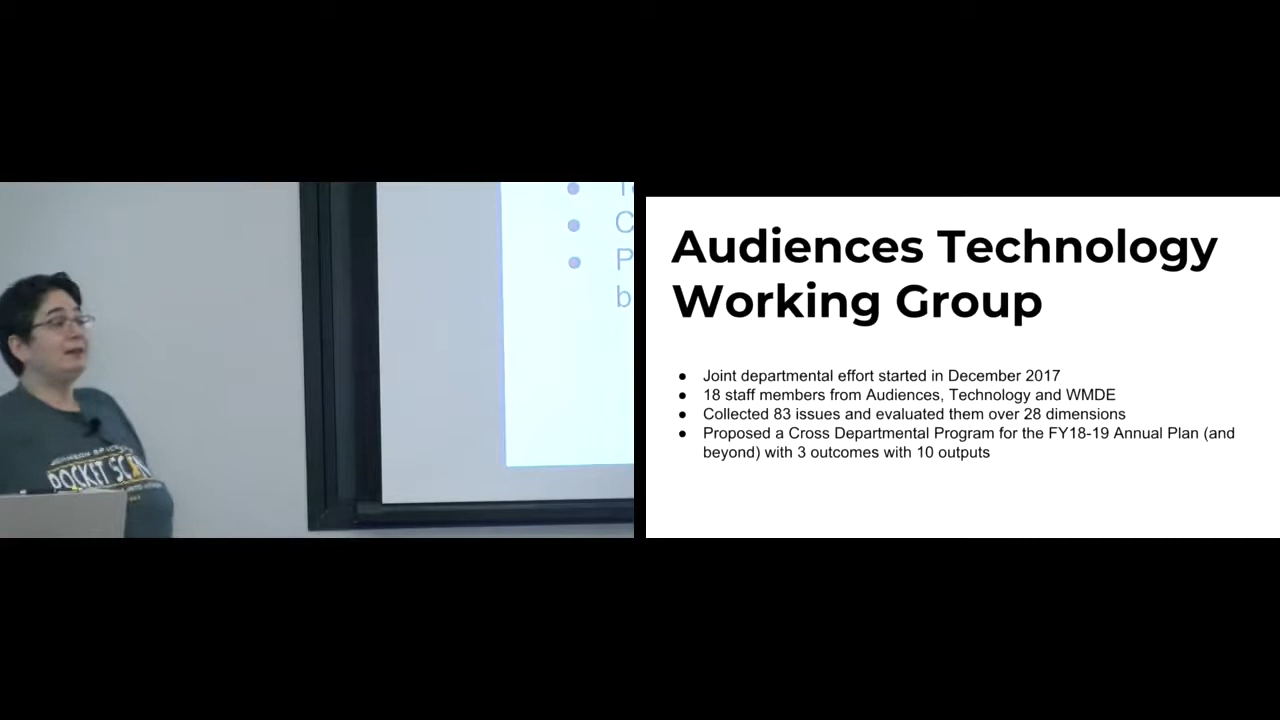 C
P
b
POCKET
Audiences Technology
Working Group
● Joint departmental effort started in December 2017
● 18 staff members from Audiences, Technology and WMDE
● Collected 83 issues and evaluated them over 28 dimensions
● Proposed a Cross Departmental Program for the FY18-19 Annual Plan (and
beyond) with 3 outcomes with 10 outputs